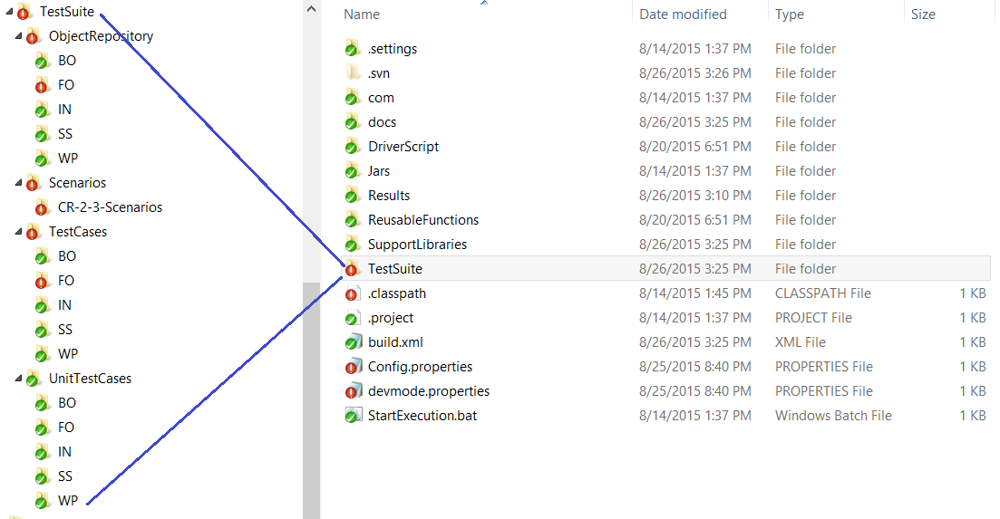 TestSuite
ObjectRepository
BO
FO
IN
SS
WP
Scenarios
CR-2-3-Scenarios
TestCases
BO
FO
IN
SS
WP
UnitTestCases
BO
FO
IN
SS
WP
Name Date modified Type Size
.settings 8/14/2015 1:37 PM File folder
.svn 8/26/2015 3:26 PM File folder
com 8/14/2015 1:37 PM File folder
docs 8/26/2015 3:25 PM File folder
DriverScript 8/20/2015 6:51 PM File folder
Jars 8/14/2015 1:37 PM File folder
Results 8/26/2015 3:10 PM File folder
ReusableFunctions 8/20/2015 6:51 PM File folder
SupportLibraries 8/26/2015 3:25 PM File folder
TestSuite 8/26/2015 3:25 PM File folder
.classpath 8/14/2015 1:45 PM CLASSPATH File 1 KB
.project 8/14/2015 1:37 PM PROJECT File 1 KB
build.xml 8/26/2015 3:25 PM XML File 1 KB
Config.properties 8/25/2015 8:40 PM PROPERTIES File 1 KB
devmode.properties 8/25/2015 8:40 PM PROPERTIES File 1 KB
StartExecution.bat 8/14/2015 1:37 PM Windows Batch File 1 KB